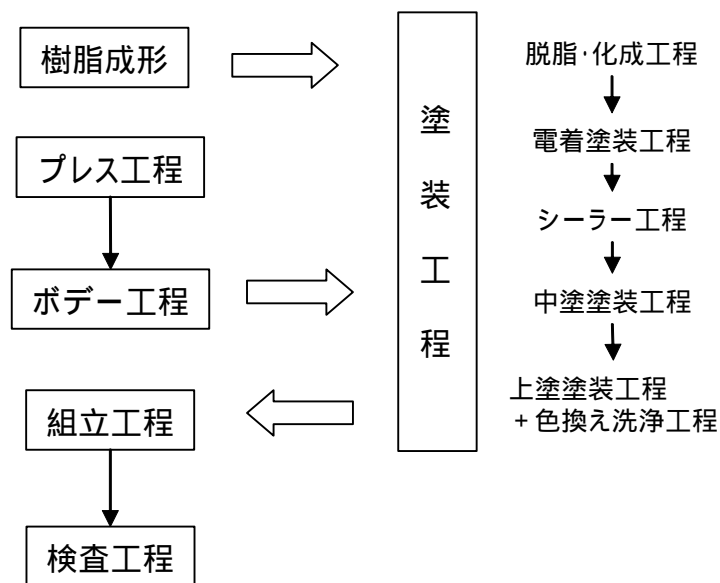 樹脂成形
プレス工程
ボデー工程
組立工程
検査工程
塗装工程
脱脂･化成工程
電着塗装工程
シーラー工程
中塗塗装工程
上塗塗装工程
+色換え洗浄工程